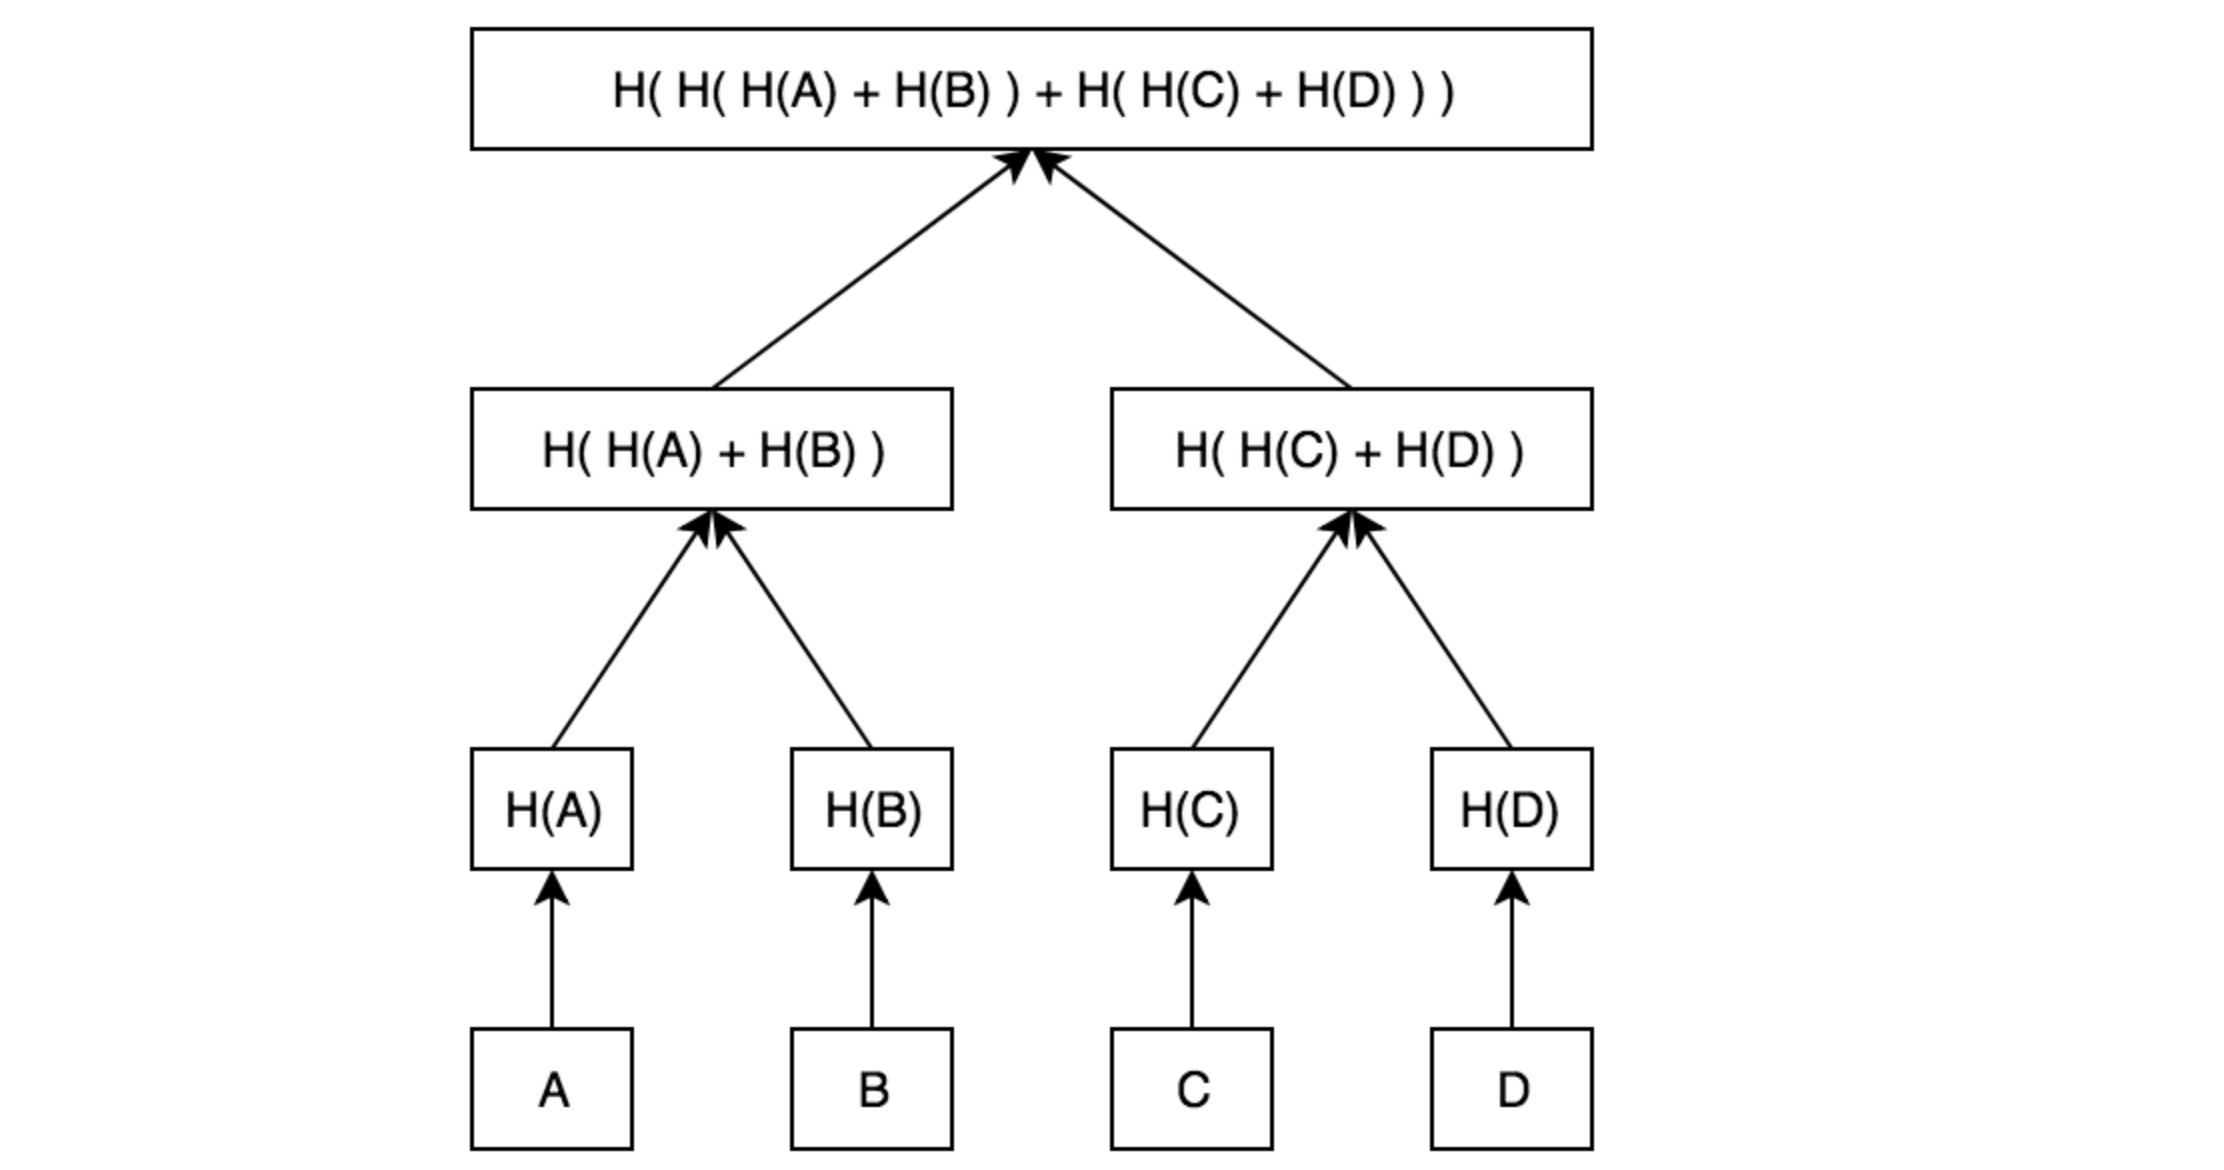 H( H( H(A) + H(B) ) + H( H(C) + H(D) ) )
H( H(A) + H(B) )
H( H(C) + H(D) )
H(A)
H(B)
H(C)
H(D)
A
B
C
D